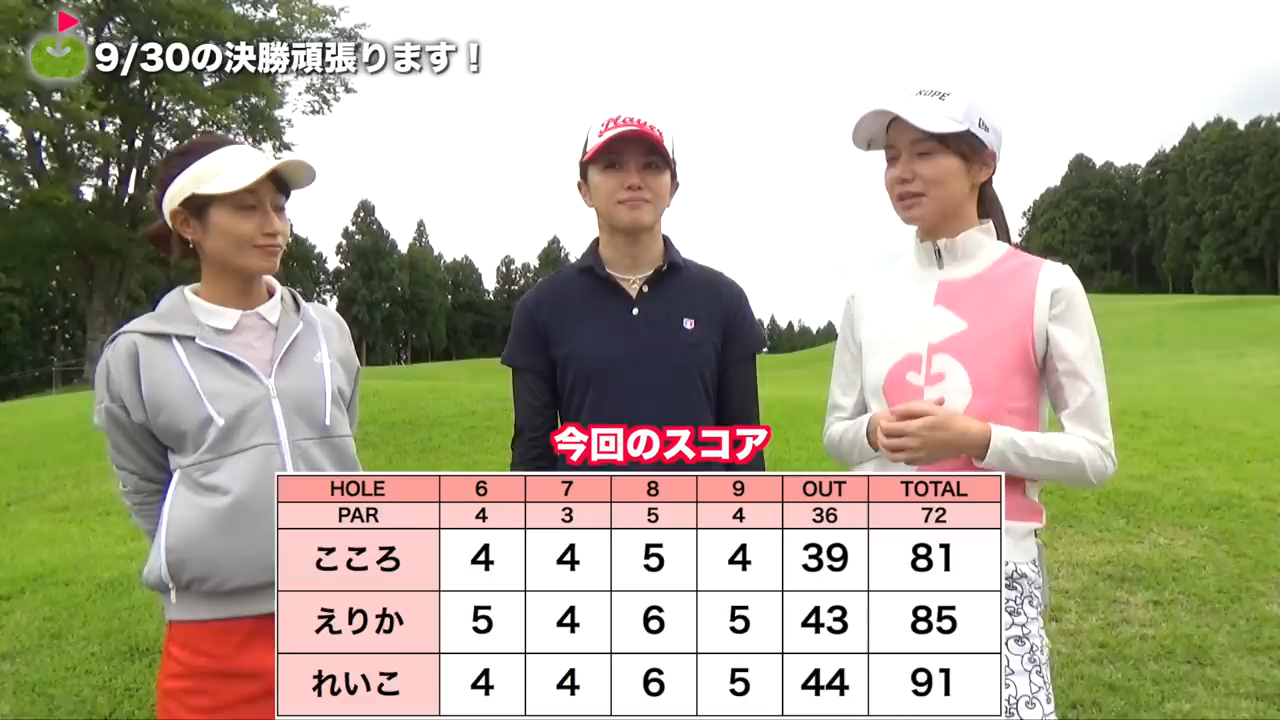 9/30の決勝頑張ります！
Players
今回のスコア
HOLE 6 7 8 9 OUT TOTAL
PAR 4 3 5 4 36 72
こころ 4 4 5 4 39 81
えりか 5 4 6 5 43 85
れいこ 4 4 6 5 44 91